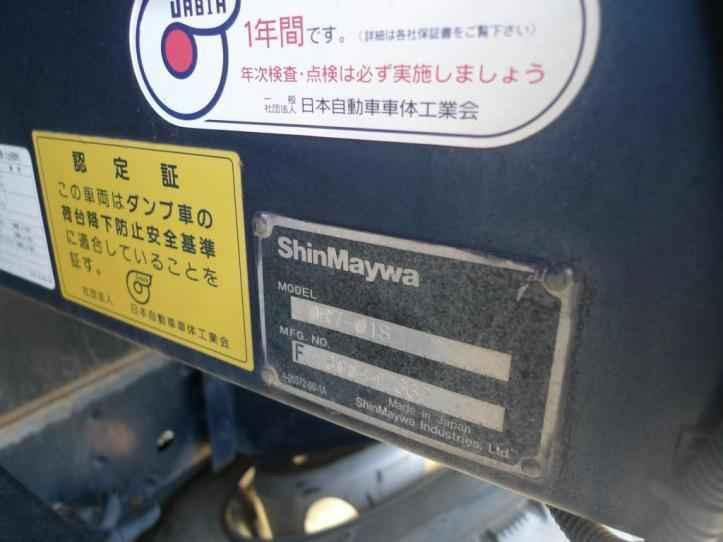 JABIA
1年間です。（詳細は各社保証書をご覧下さい）
年次検査・点検は必ず実施しましょう
一般社団法人 日本自動車車体工業会
認定証
この車両はダンプ車の
荷台降下防止安全基準
に適合していることを
証す。
社団法人 日本自動車車体工業会
ShinMaywa
MODEL
MFG. NO.
F
Made in Japan
ShinMaywa Industries, Ltd.